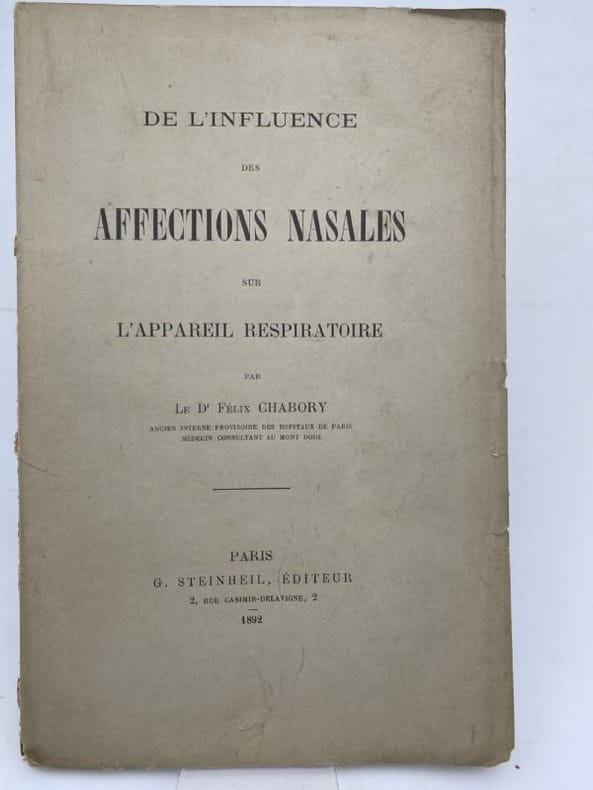 DE L'INFLUENCE
DES
AFFECTIONS NASALES
SUR
L'APPAREIL RESPIRATOIRE
PAR
LE Dr FÉLIX CHABORY
ANCIEN INTERNE PROVISOIRE DES HOPITAUX DE PARIS
MÉDECIN CONSULTANT AU MONT DORE
PARIS
G. STEINHEIL, ÉDITEUR
2, RUE CASIMIR-DELAVIGNE, 2
1892